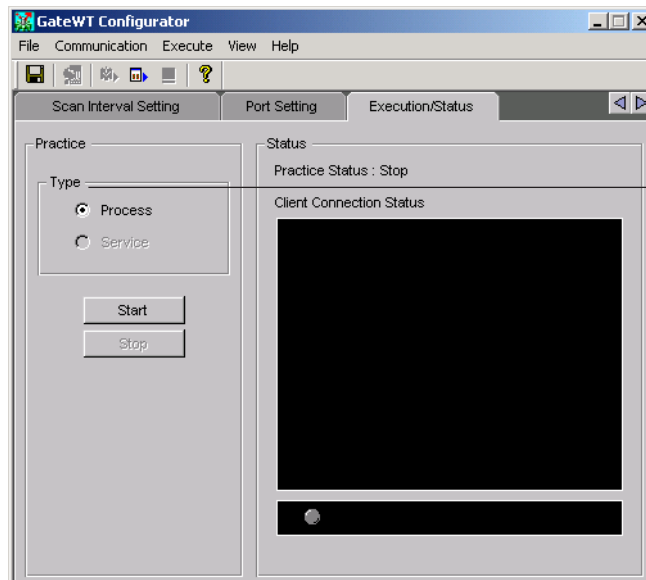 GateWT Configurator
File Communication Execute View Help
Scan Interval Setting Port Setting Execution/Status
Practice
Type
Process
Service
Start
Stop
Status
Practice Status : Stop
Client Connection Status